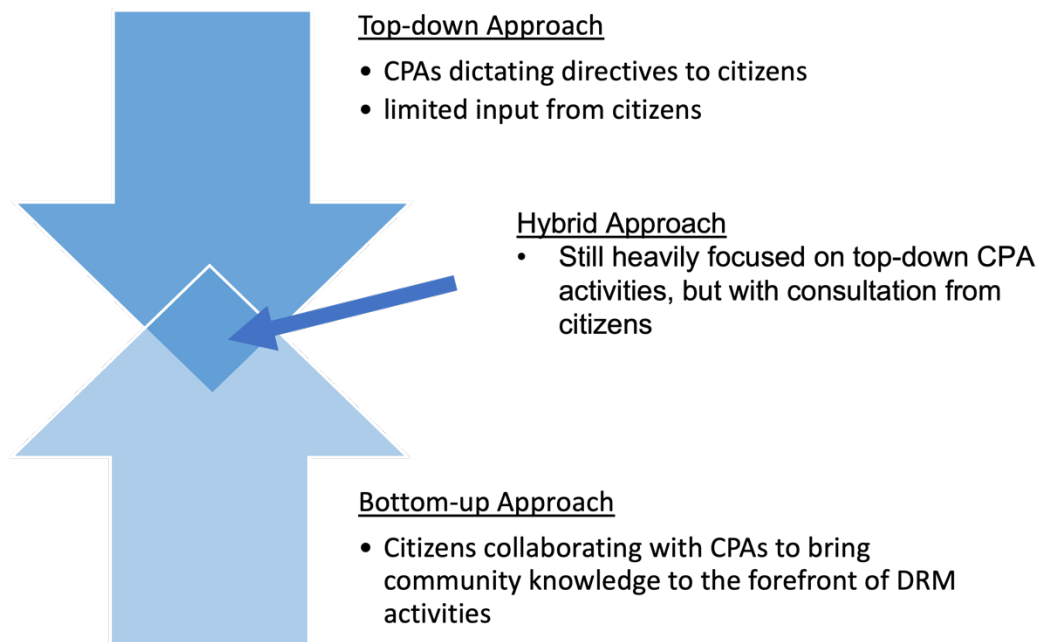 Top-down Approach
• CPAs dictating directives to citizens
• limited input from citizens
Hybrid Approach
• Still heavily focused on top-down CPA
activities, but with consultation from
citizens
Bottom-up Approach
• Citizens collaborating with CPAs to bring
community knowledge to the forefront of DRM
activities